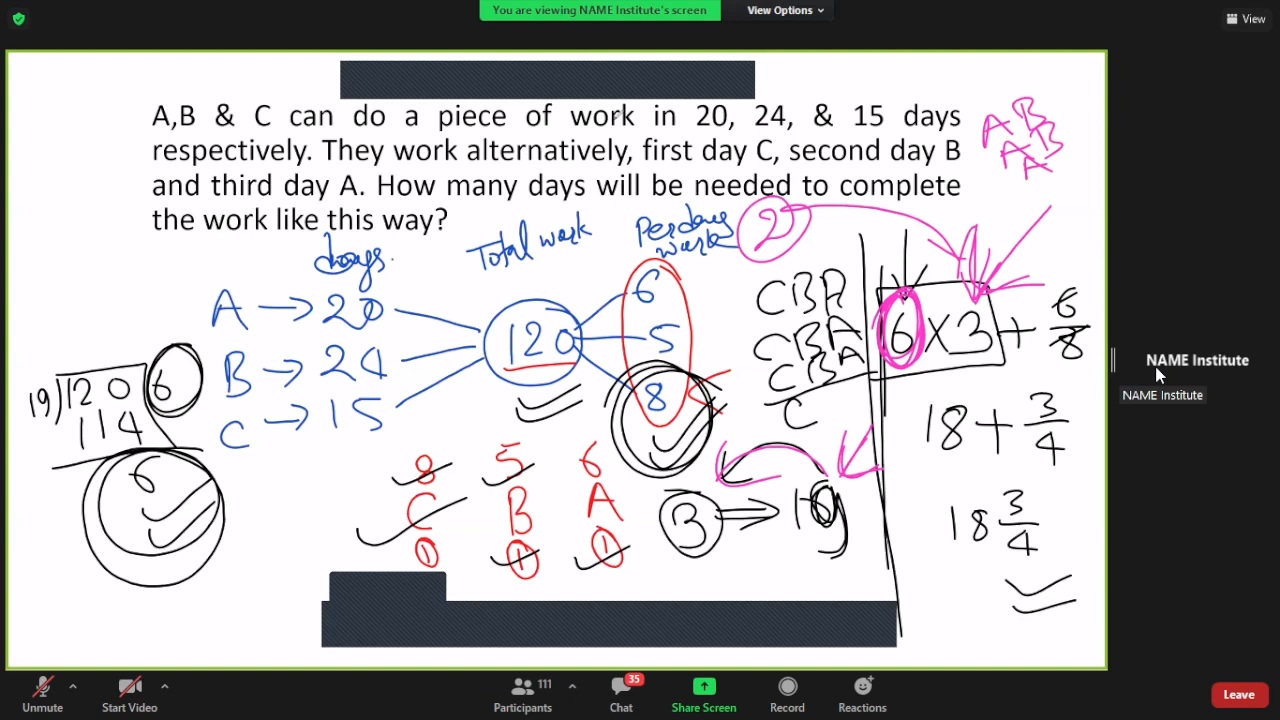 You are viewing NAME Institute's screen
View Options
View
A,B & C can do a piece of work in 20, 24, & 15 days
respectively. They work alternatively, first day C, second day B
and third day A. How many days will be needed to complete
the work like this way?
A B
A B
A
2
days
Total work
Per day
work
A → 20
B → 24
C → 15
120
6
5
8
19)120 6
114
6
8 5 6
C B A
1 1 1
CBA
CBA
CBA
C
3 ⇒ 19
6 × 3 + 6/8
18 + 3/4
18 3/4
NAME Institute
NAME Institute
Unmute
Start Video
111
Participants
35
Chat
Share Screen
Record
Reactions
Leave